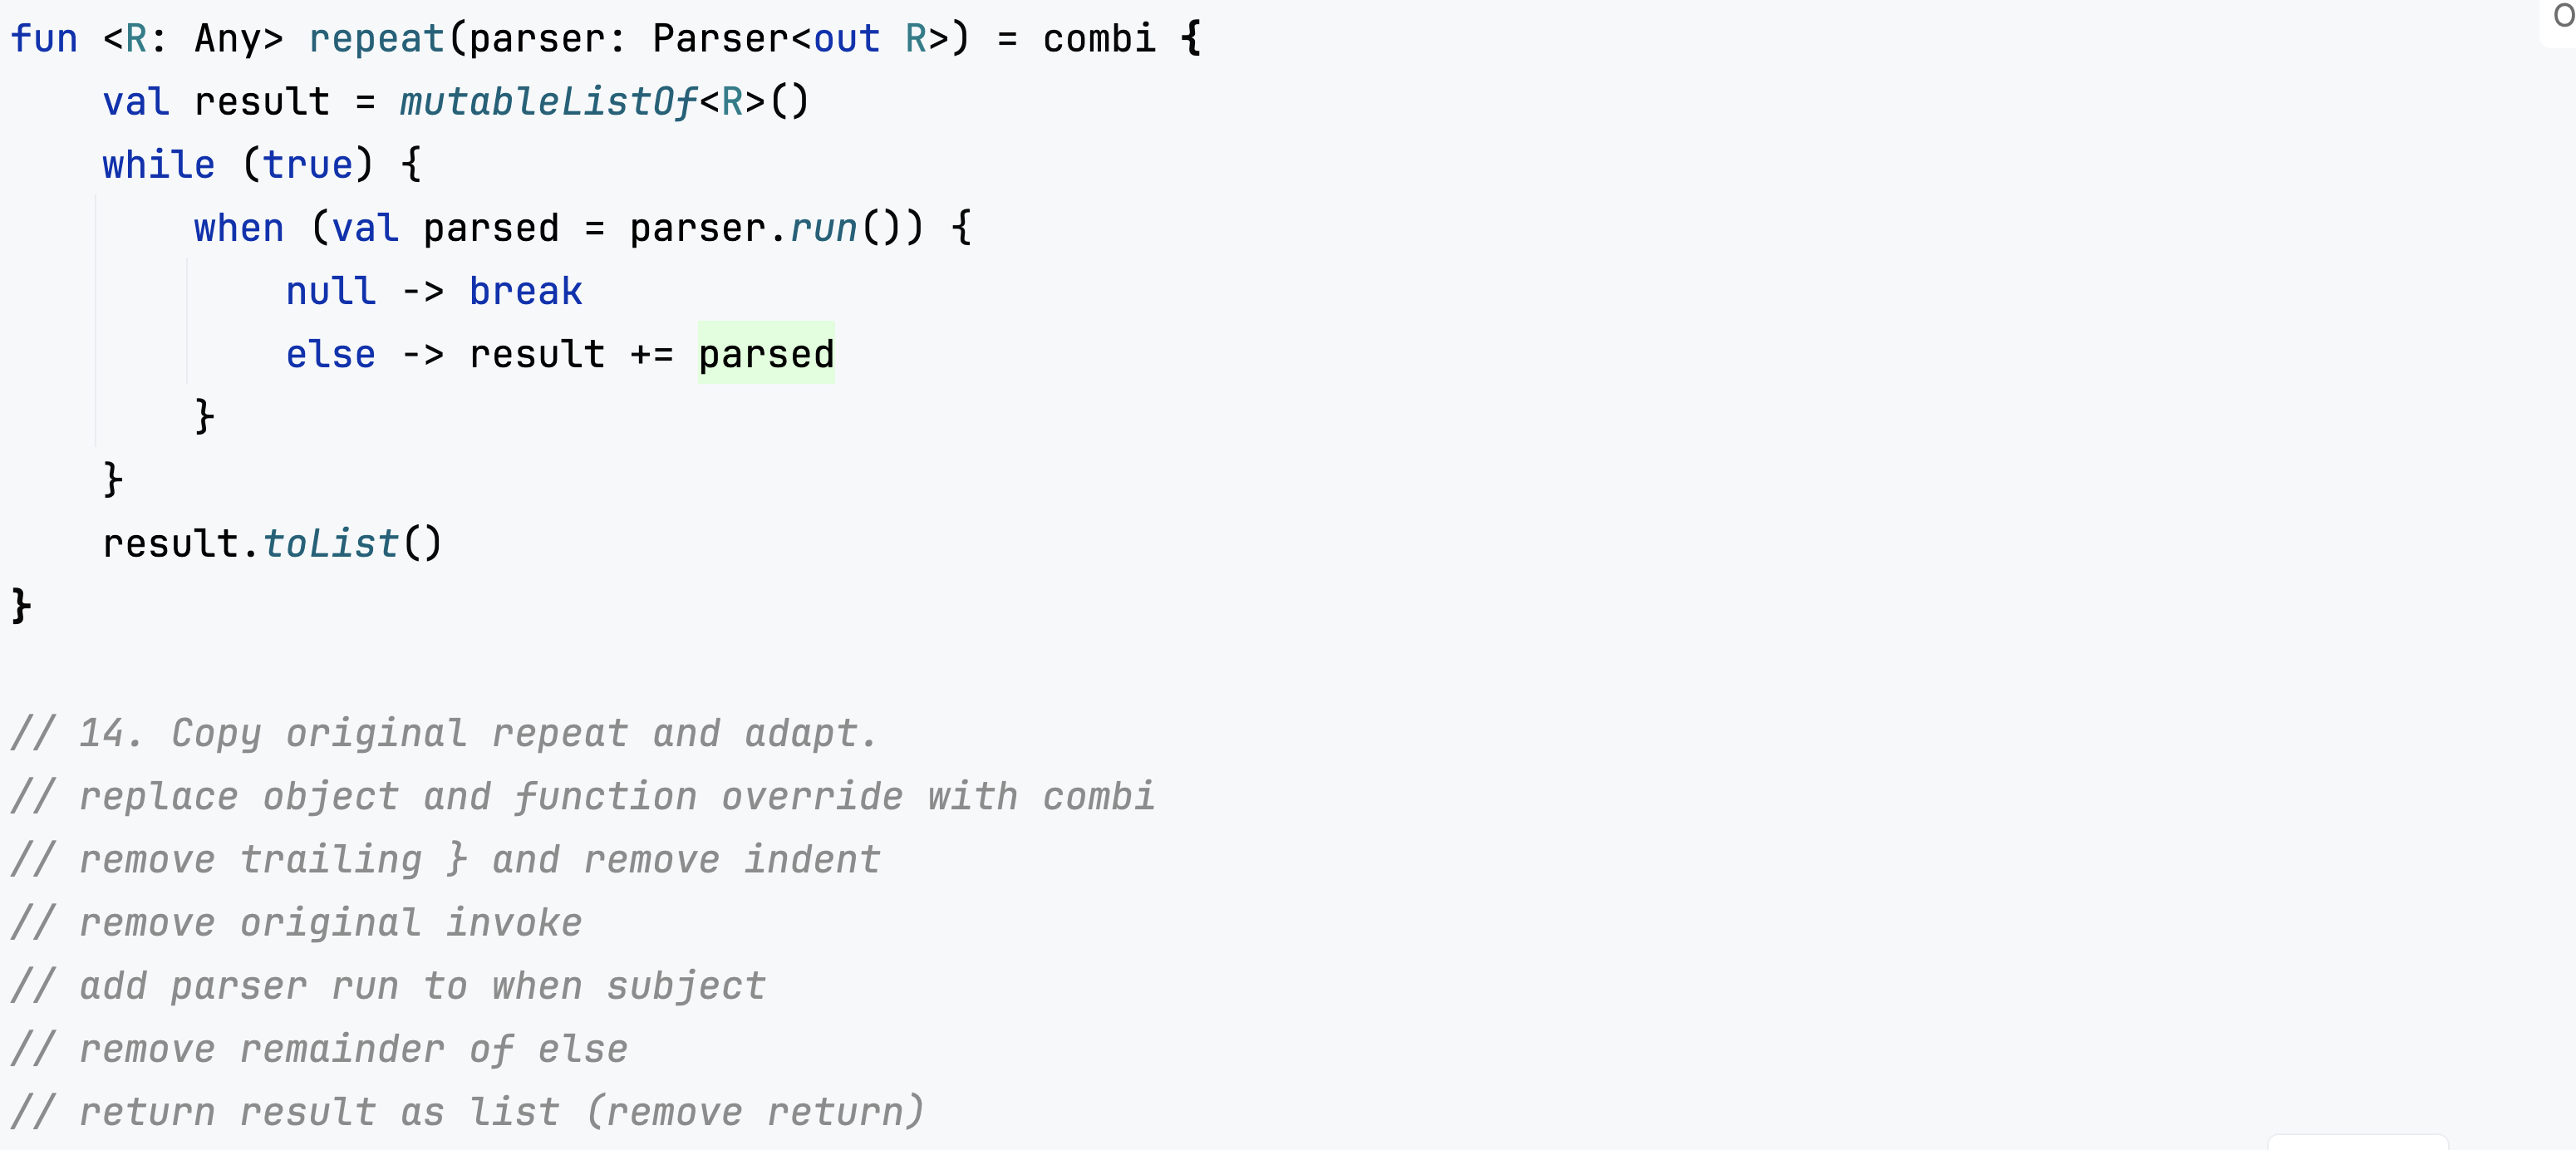 fun <R: Any> repeat(parser: Parser<out R>) = combi {
    val result = mutableListOf<R>()
    while (true) {
        when (val parsed = parser.run()) {
            null -> break
            else -> result += parsed
        }
    }
    result.toList()
}
// 14. Copy original repeat and adapt.
// replace object and function override with combi
// remove trailing } and remove indent
// remove original invoke
// add parser run to when subject
// remove remainder of else
// return result as list (remove return)